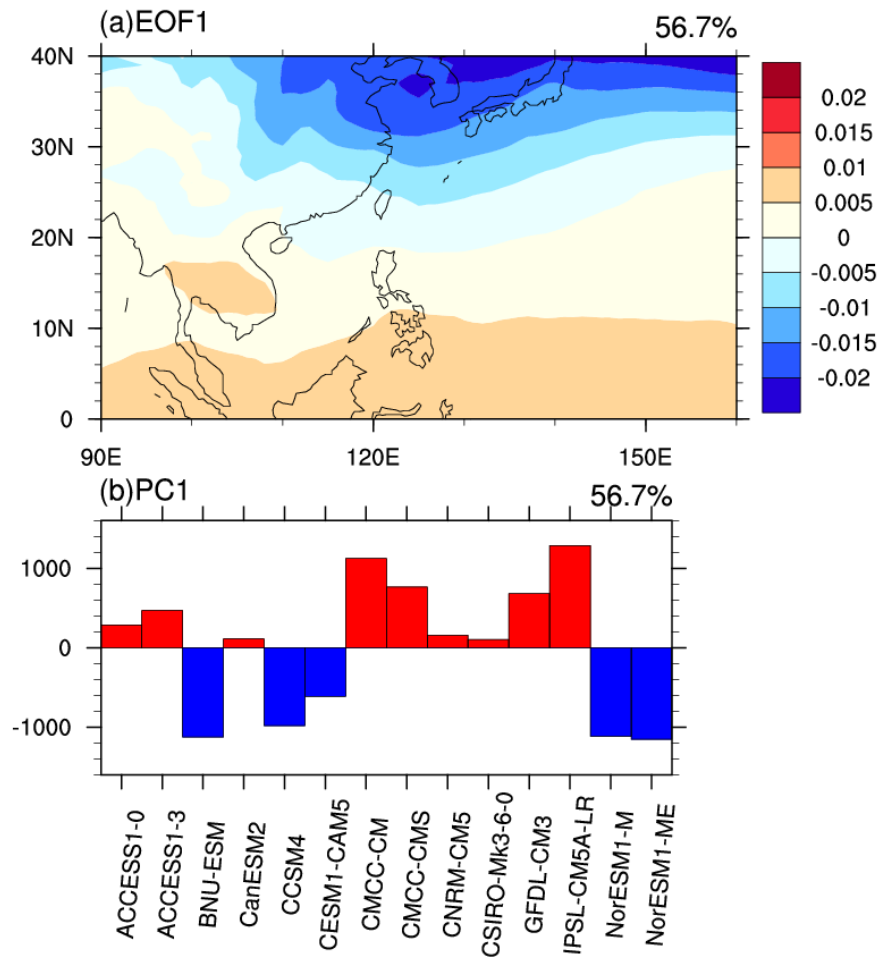 (a)EOF1 56.7%
40N
30N
20N
10N
0
90E 120E 150E
0.02
0.015
0.01
0.005
0
-0.005
-0.01
-0.015
-0.02
(b)PC1 56.7%
1000
0
-1000
ACCESS1-0
ACCESS1-3
BNU-ESM
CanESM2
CCSM4
CESM1-CAM5
CMCC-CM
CMCC-CMS
CNRM-CM5
CSIRO-Mk3-6-0
GFDL-CM3
IPSL-CM5A-LR
NorESM1-M
NorESM1-ME